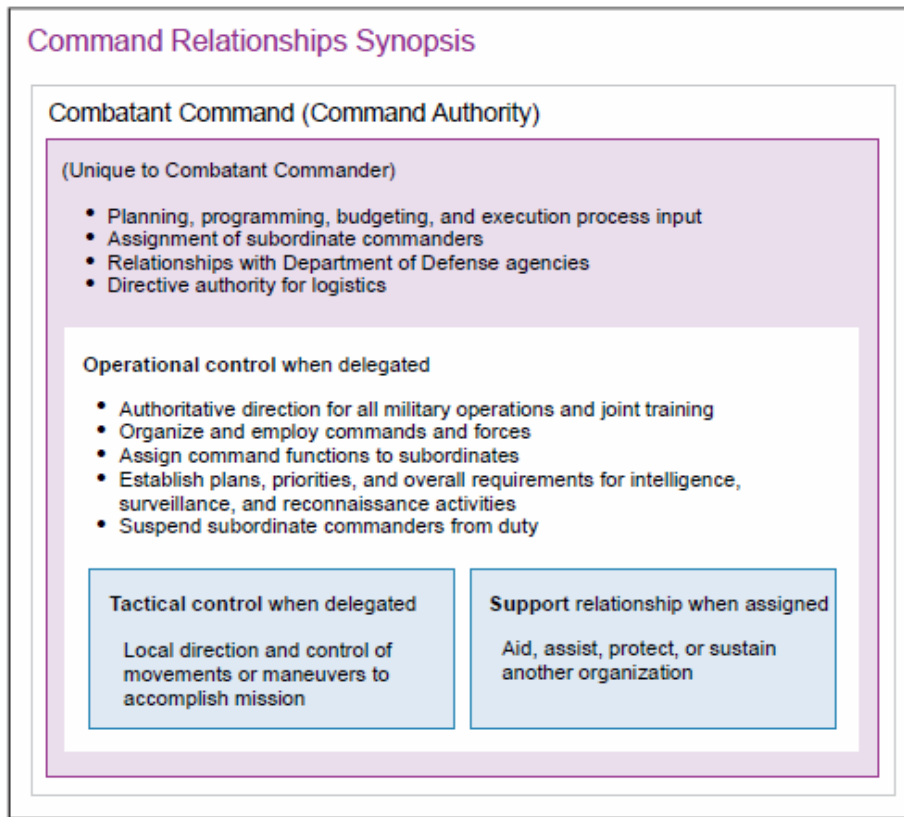 Command Relationships Synopsis
Combatant Command (Command Authority)
(Unique to Combatant Commander)
• Planning, programming, budgeting, and execution process input
• Assignment of subordinate commanders
• Relationships with Department of Defense agencies
• Directive authority for logistics
Operational control when delegated
• Authoritative direction for all military operations and joint training
• Organize and employ commands and forces
• Assign command functions to subordinates
• Establish plans, priorities, and overall requirements for intelligence,
surveillance, and reconnaissance activities
• Suspend subordinate commanders from duty
Tactical control when delegated
Local direction and control of
movements or maneuvers to
accomplish mission
Support relationship when assigned
Aid, assist, protect, or sustain
another organization